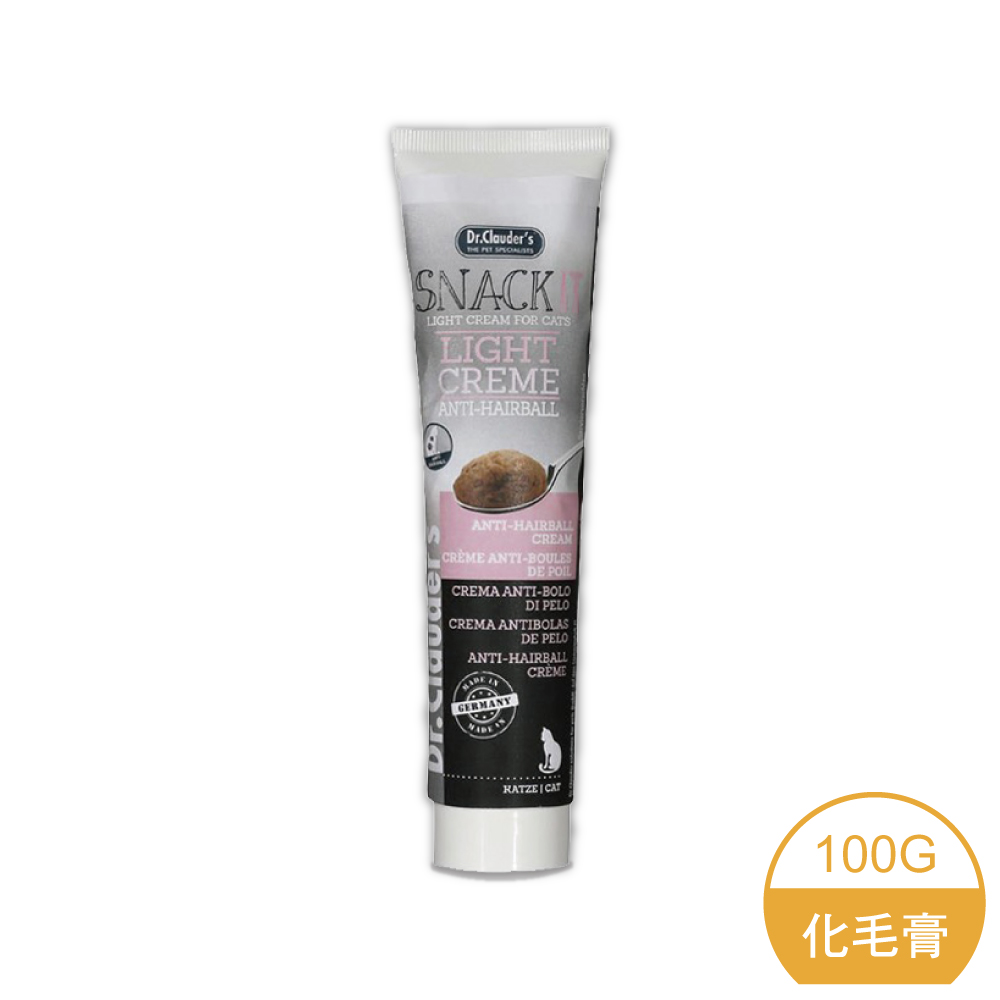 Dr.Clauder's
THE PET SPECIALISTS
SNACK IT
LIGHT CREAM FOR CATS
LIGHT
CREME
ANTI-HAIRBALL
ANTI-HAIRBALL
CREAM
CRÈME ANTI-BOULES
DE POIL
CREMA ANTI-BOLO
DI PELO
CREMA ANTIBOLAS
DE PELO
ANTI-HAIRBALL
CRÈME
MADE IN
GERMANY
MADE IN
Dr.Clauder's
KATZE | CAT
100G
化毛膏